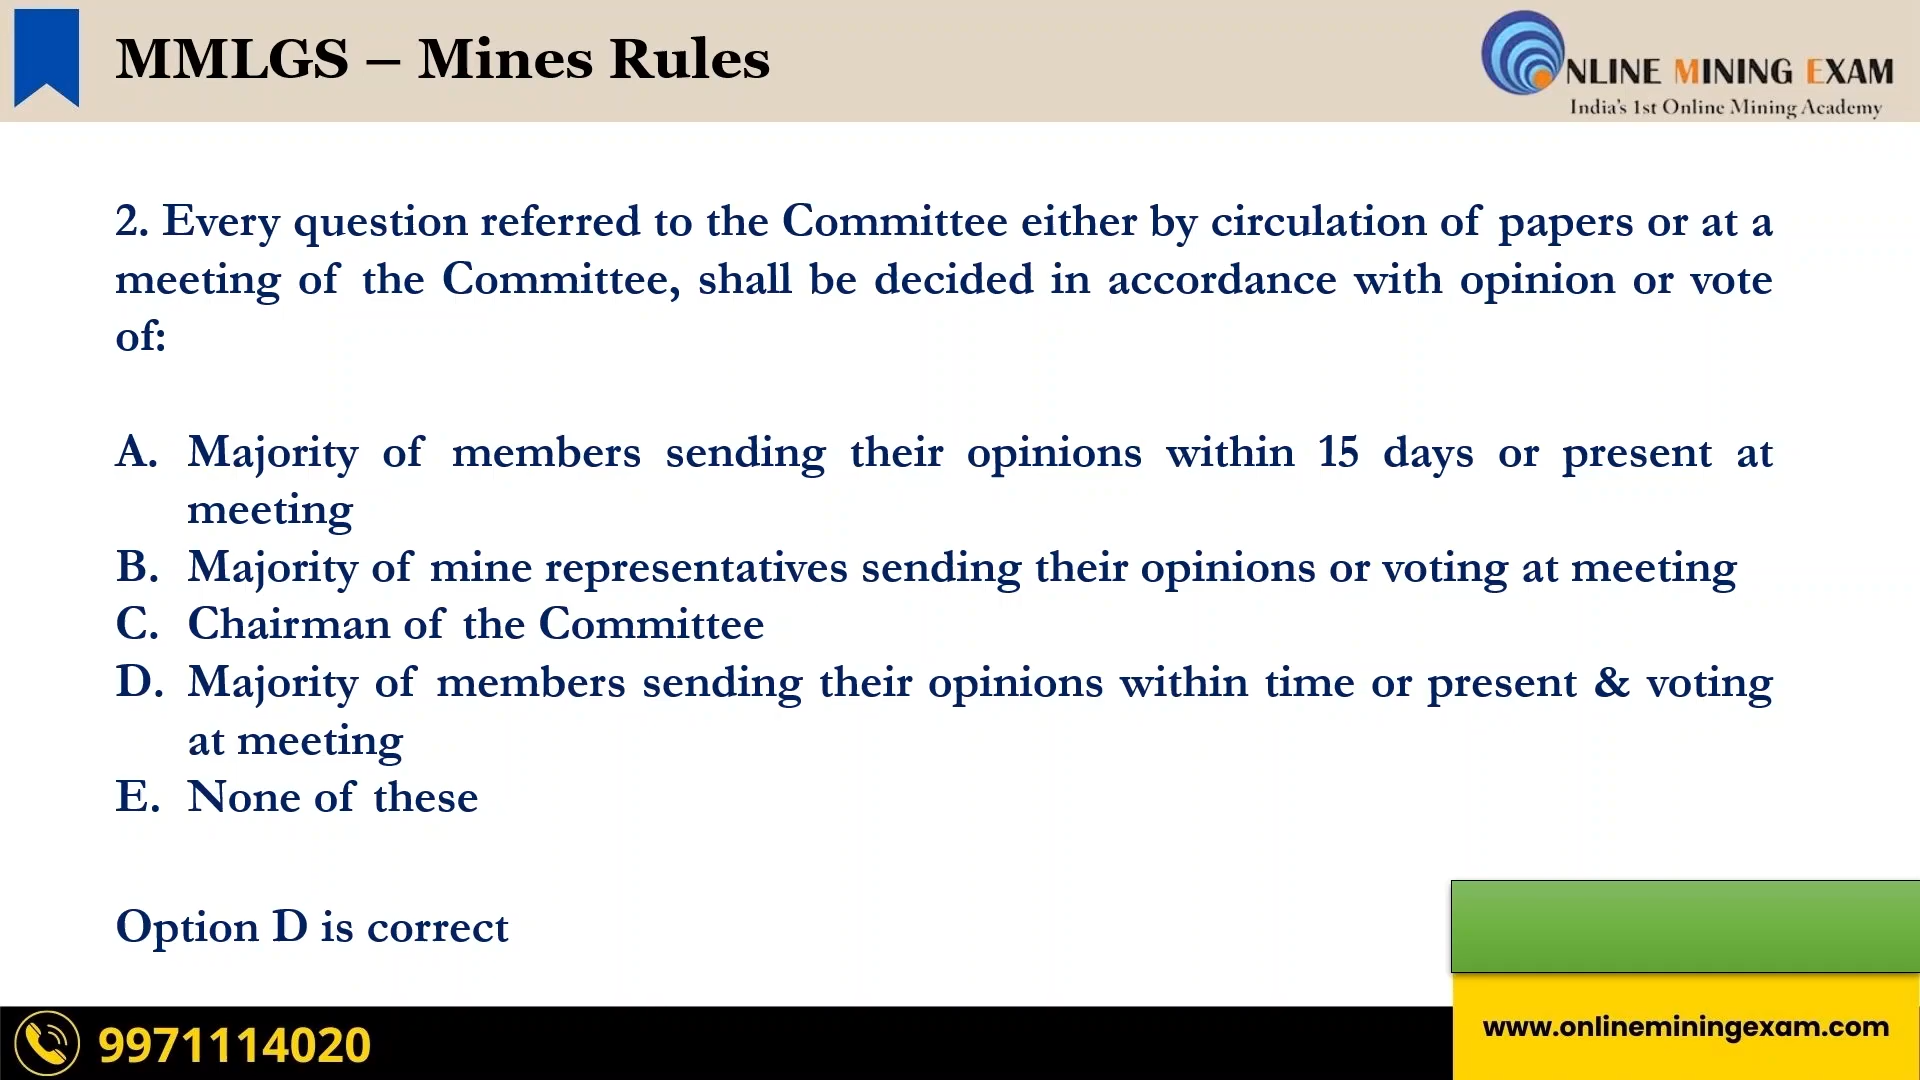 MMLGS – Mines Rules
NLINE MINING EXAM
India's 1st Online Mining Academy
2. Every question referred to the Committee either by circulation of papers or at a
meeting of the Committee, shall be decided in accordance with opinion or vote
of:
A. Majority of members sending their opinions within 15 days or present at
meeting
B. Majority of mine representatives sending their opinions or voting at meeting
C. Chairman of the Committee
D. Majority of members sending their opinions within time or present & voting
at meeting
E. None of these
Option D is correct
9971114020
www.onlineminingexam.com